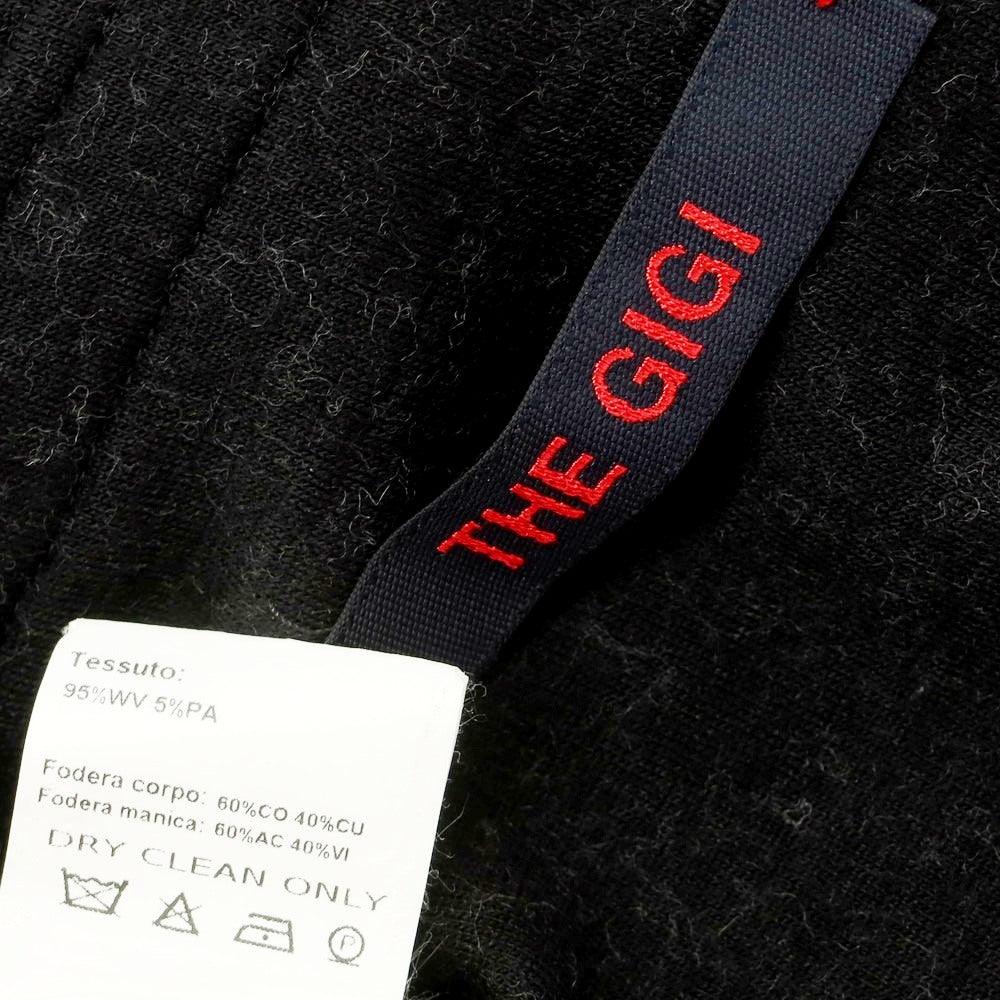 THE GIGI
Tessuto:
95%WV 5%PA
Fodera corpo: 60%CO 40%CU
Fodera manica: 60%AC 40%VI
DRY CLEAN ONLY
P